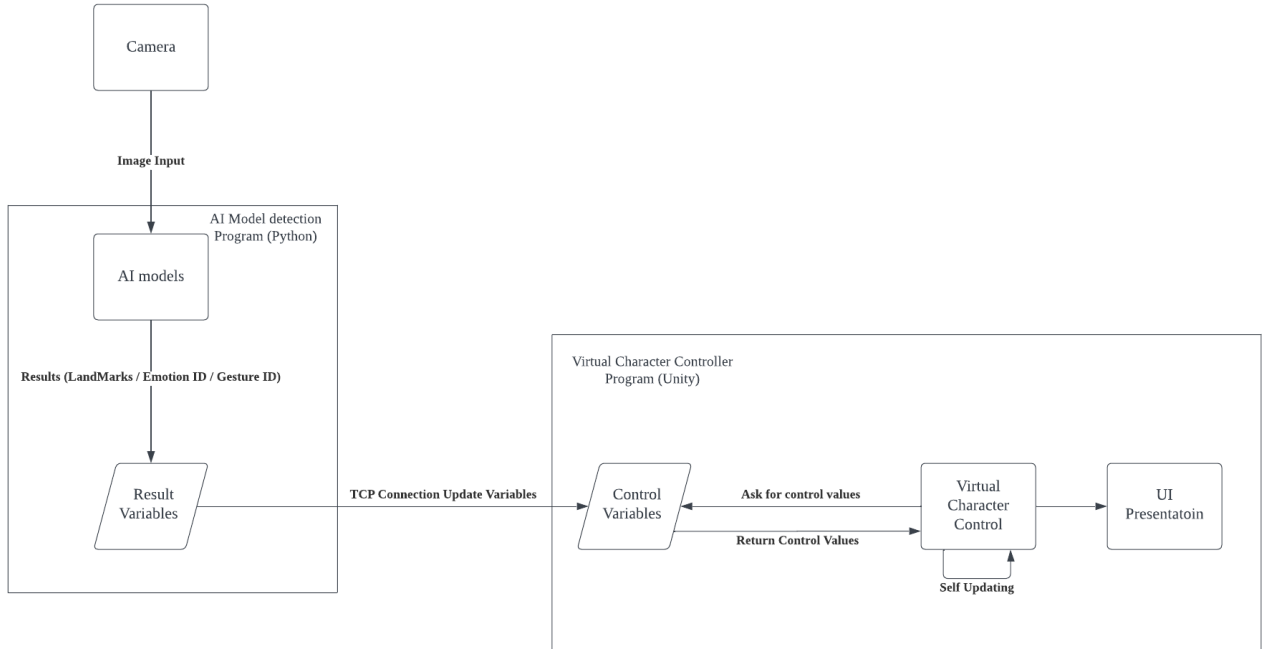 Camera
Image Input
AI Model detection
Program (Python)
AI models
Results (LandMarks / Emotion ID / Gesture ID)
Virtual Character Controller
Program (Unity)
Result
Variables
TCP Connection Update Variables
Control
Variables
Ask for control values
Return Control Values
Virtual
Character
Control
Self Updating
UI
Presentatoin